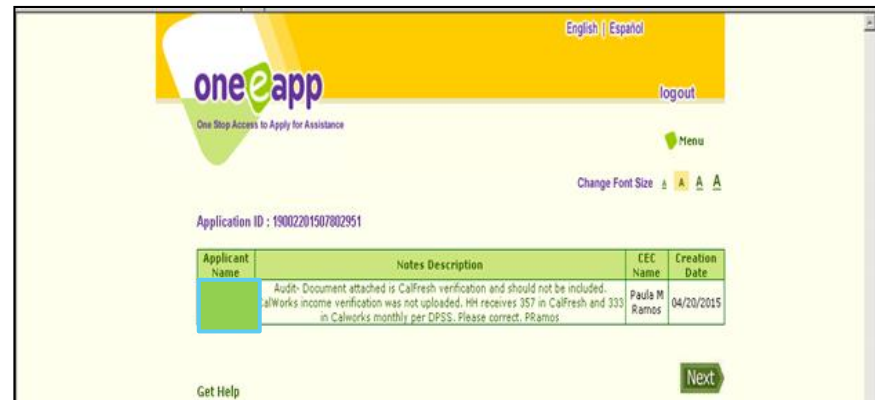 English | Español
one e app
logout
One Stop Access to Apply for Assistance
Menu
Change Font Size A A A A
Application ID : 19002201507802951
Applicant Name
Notes Description
CEC Name
Creation Date
Audit- Document attached is CalFresh verification and should not be included.
CalWorks income verification was not uploaded. HH receives 357 in CalFresh and 333
in Calworks monthly per DPSS. Please correct. PRamos
Paula M
Ramos
04/20/2015
Next
Get Help